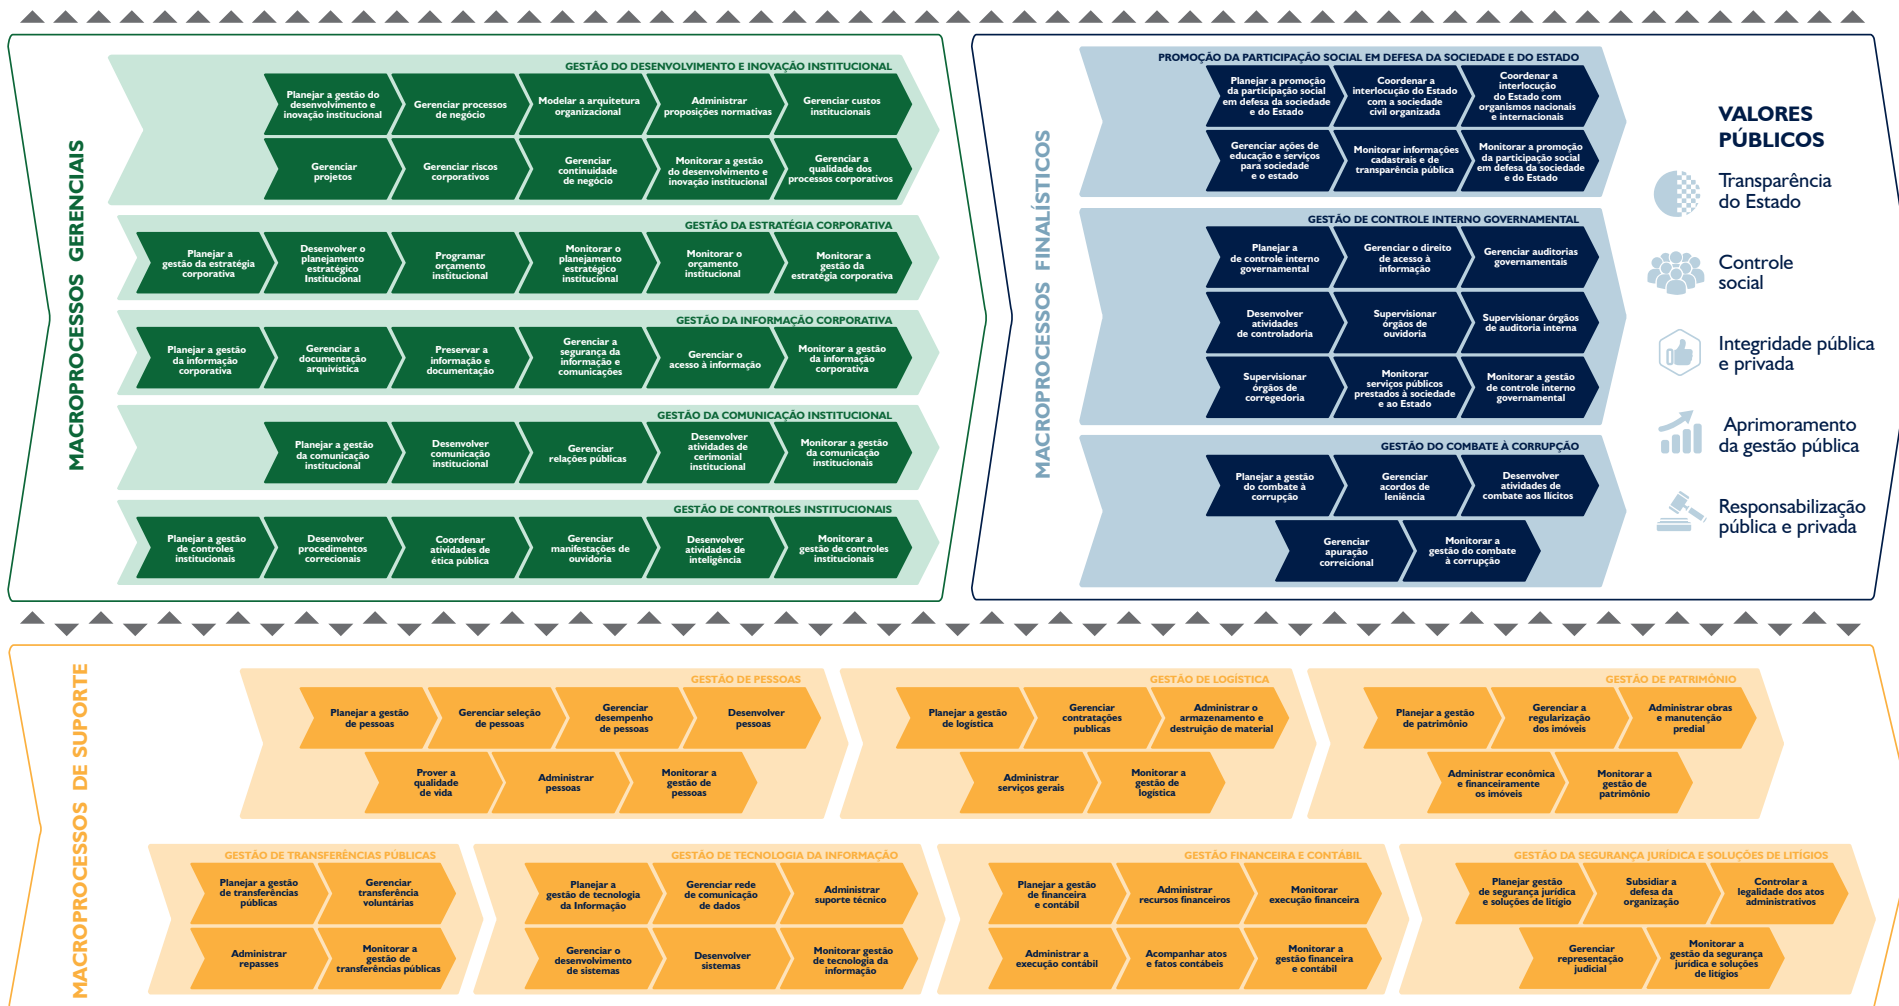 MACROPROCESSOS GERENCIAIS
GESTÃO DO DESENVOLVIMENTO E INOVAÇÃO INSTITUCIONAL
Planejar a gestão do
desenvolvimento e
inovação institucional
Gerenciar processos
de negócio
Modelar a arquitetura
organizacional
Administrar
proposições normativas
Gerenciar custos
institucionais
Gerenciar
projetos
Gerenciar riscos
corporativos
Gerenciar
continuidade
de negócio
Monitorar a gestão
do desenvolvimento e
inovação institucional
Gerenciar a
qualidade dos
processos corporativos
GESTÃO DA ESTRATÉGIA CORPORATIVA
Planejar a
gestão da estratégia
corporativa
Desenvolver o
planejamento
estratégico
Institucional
Programar
orçamento
institucional
Monitorar o
planejamento
estratégico
institucional
Monitorar o
orçamento
institucional
Monitorar a
gestão da
estratégia corporativa
GESTÃO DA INFORMAÇÃO CORPORATIVA
Planejar a gestão
da informação
corporativa
Gerenciar a
documentação
arquivística
Preservar a
informação e
documentação
Gerenciar a
segurança da
informação e
comunicações
Gerenciar o
acesso à informação
Monitorar a gestão
da informação
corporativa
GESTÃO DA COMUNICAÇÃO INSTITUCIONAL
Planejar a gestão
da comunicação
institucional
Desenvolver
comunicação
institucional
Gerenciar
relações públicas
Desenvolver
atividades de
cerimonial
institucional
Monitorar a gestão
da comunicação
institucionais
GESTÃO DE CONTROLES INSTITUCIONAIS
Planejar a gestão
de controles
institucionais
Desenvolver
procedimentos
correcionais
Coordenar
atividades de
ética pública
Gerenciar
manifestações de
ouvidoria
Desenvolver
atividades de
inteligência
Monitorar a
gestão de controles
institucionais
MACROPROCESSOS FINALÍSTICOS
PROMOÇÃO DA PARTICIPAÇÃO SOCIAL EM DEFESA DA SOCIEDADE E DO ESTADO
Planejar a promoção
da participação social
em defesa da sociedade
e do Estado
Coordenar a
interlocução do Estado
com a sociedade
civil organizada
Coordenar a
interlocução
do Estado com
organismos nacionais
e internacionais
Gerenciar ações de
educação e serviços
para sociedade
e o estado
Monitorar informações
cadastrais e de
transparência pública
Monitorar a promoção
da participação social
em defesa da sociedade
e do Estado
GESTÃO DE CONTROLE INTERNO GOVERNAMENTAL
Planejar a
de controle interno
governamental
Gerenciar o direito
de acesso à
informação
Gerenciar auditorias
governamentais
Desenvolver
atividades
de controladoria
Supervisionar
órgãos de
ouvidoria
Supervisionar órgãos
de auditoria interna
Supervisionar
órgãos de
corregedoria
Monitorar
serviços públicos
prestados à sociedade
e ao Estado
Monitorar a gestão
de controle interno
governamental
GESTÃO DO COMBATE À CORRUPÇÃO
Planejar a gestão
do combate à
corrupção
Gerenciar
acordos de
leniência
Desenvolver
atividades de
combate aos Ilícitos
Gerenciar
apuração
correicional
Monitorar a
gestão do combate
à corrupção
VALORES
PÚBLICOS
Transparência
do Estado
Controle
social
Integridade pública
e privada
Aprimoramento
da gestão pública
Responsabilização
pública e privada
MACROPROCESSOS DE SUPORTE
GESTÃO DE PESSOAS
Planejar a gestão
de pessoas
Gerenciar seleção
de pessoas
Gerenciar
desempenho
de pessoas
Desenvolver
pessoas
Prover a
qualidade
de vida
Administrar
pessoas
Monitorar a
gestão de
pessoas
GESTÃO DE LOGÍSTICA
Planejar a gestão
de logística
Gerenciar
contratações
publicas
Administrar o
armazenamento e
destruição de material
Administrar
serviços gerais
Monitorar a
gestão de
logística
GESTÃO DE PATRIMÔNIO
Planejar a gestão
de patrimônio
Gerenciar a
regularização
dos imóveis
Administrar obras
e manutenção
predial
Administrar econômica
e financeiramente
os imóveis
Monitorar a
gestão de
patrimônio
GESTÃO DE TRANSFERÊNCIAS PÚBLICAS
Planejar a gestão
de transferências
públicas
Gerenciar
transferência
voluntárias
Administrar
repasses
Monitorar a
gestão de
transferências públicas
GESTÃO DE TECNOLOGIA DA INFORMAÇÃO
Planejar a
gestão de tecnologia
da Informação
Gerenciar rede
de comunicação
de dados
Administrar
suporte técnico
Gerenciar o
desenvolvimento
de sistemas
Desenvolver
sistemas
Monitorar gestão
de tecnologia da
informação
GESTÃO FINANCEIRA E CONTÁBIL
Planejar a gestão
de financeira
e contábil
Administrar
recursos financeiros
Monitorar
execução financeira
Administrar a
execução contábil
Acompanhar atos
e fatos contábeis
Monitorar a
gestão financeira
e contábil
GESTÃO DA SEGURANÇA JURÍDICA E SOLUÇÕES DE LITÍGIOS
Planejar gestão
de segurança jurídica
e soluções de litígio
Subsidiar a
defesa da
organização
Controlar a
legalidade dos atos
administrativos
Gerenciar
representação
judicial
Monitorar a
gestão da segurança
jurídica e soluções
de litígios